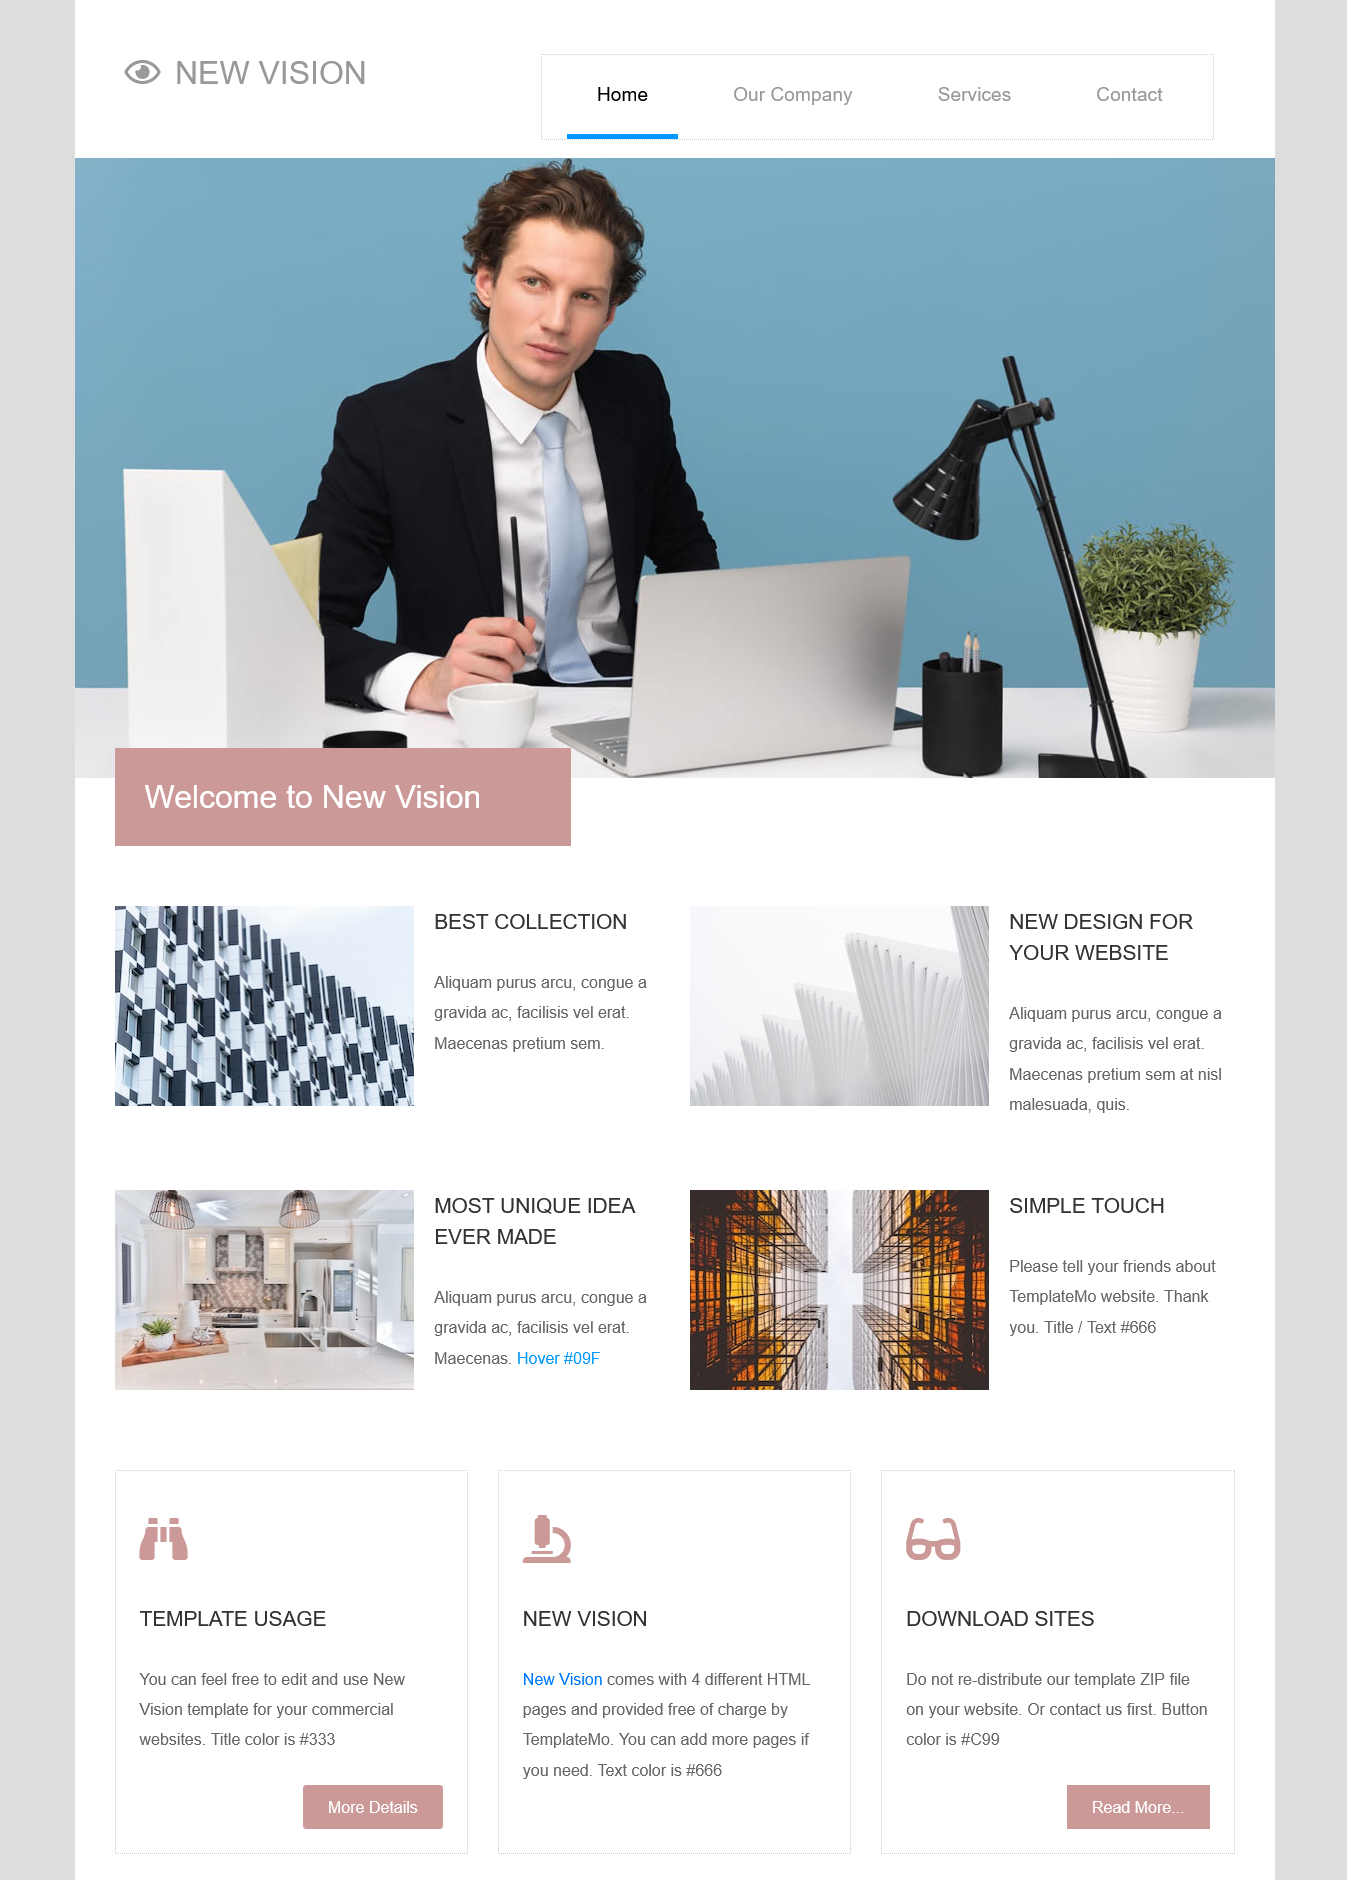 NEW VISION
Home
Our Company
Services
Contact
Welcome to New Vision
BEST COLLECTION
Aliquam purus arcu, congue a
gravida ac, facilisis vel erat.
Maecenas pretium sem.
NEW DESIGN FOR
YOUR WEBSITE
Aliquam purus arcu, congue a
gravida ac, facilisis vel erat.
Maecenas pretium sem at nisl
malesuada, quis.
MOST UNIQUE IDEA
EVER MADE
Aliquam purus arcu, congue a
gravida ac, facilisis vel erat.
Maecenas. Hover #09F
SIMPLE TOUCH
Please tell your friends about
TemplateMo website. Thank
you. Title / Text #666
TEMPLATE USAGE
You can feel free to edit and use New
Vision template for your commercial
websites. Title color is #333
More Details
NEW VISION
New Vision comes with 4 different HTML
pages and provided free of charge by
TemplateMo. You can add more pages if
you need. Text color is #666
DOWNLOAD SITES
Do not re-distribute our template ZIP file
on your website. Or contact us first. Button
color is #C99
Read More...